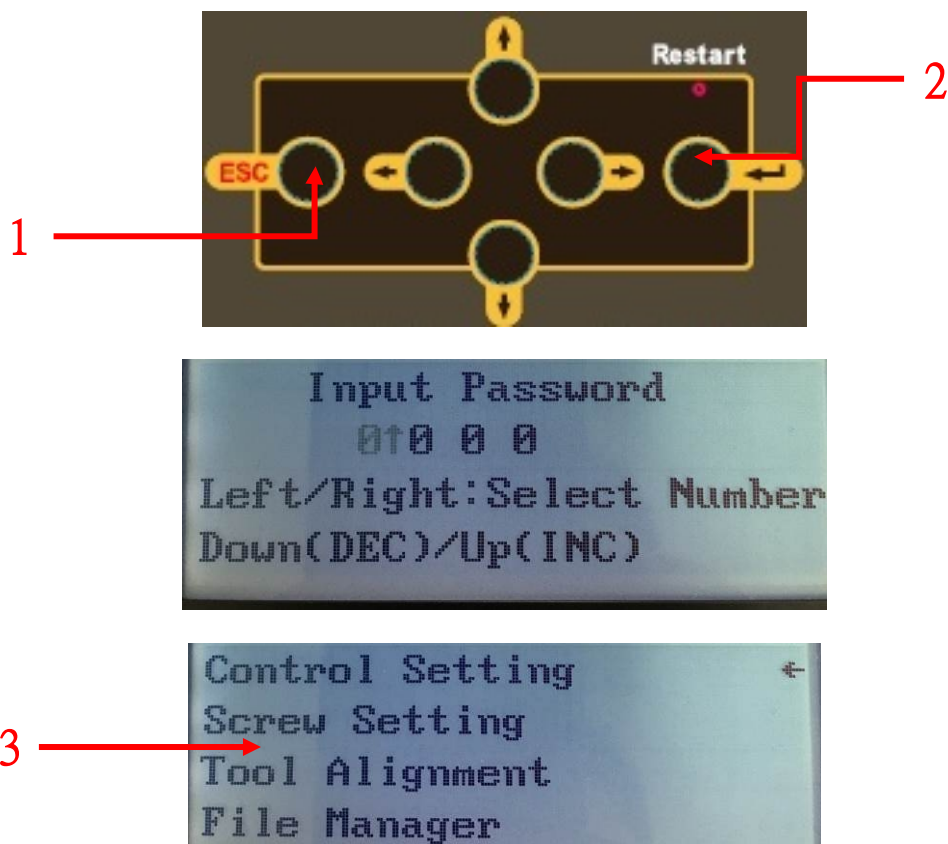 Restart
2
ESC
1
Input Password
0↑0 0 0
Left/Right:Select Number
Down(DEC)/Up(INC)
Control Setting ←
Screw Setting
3
Tool Alignment
File Manager